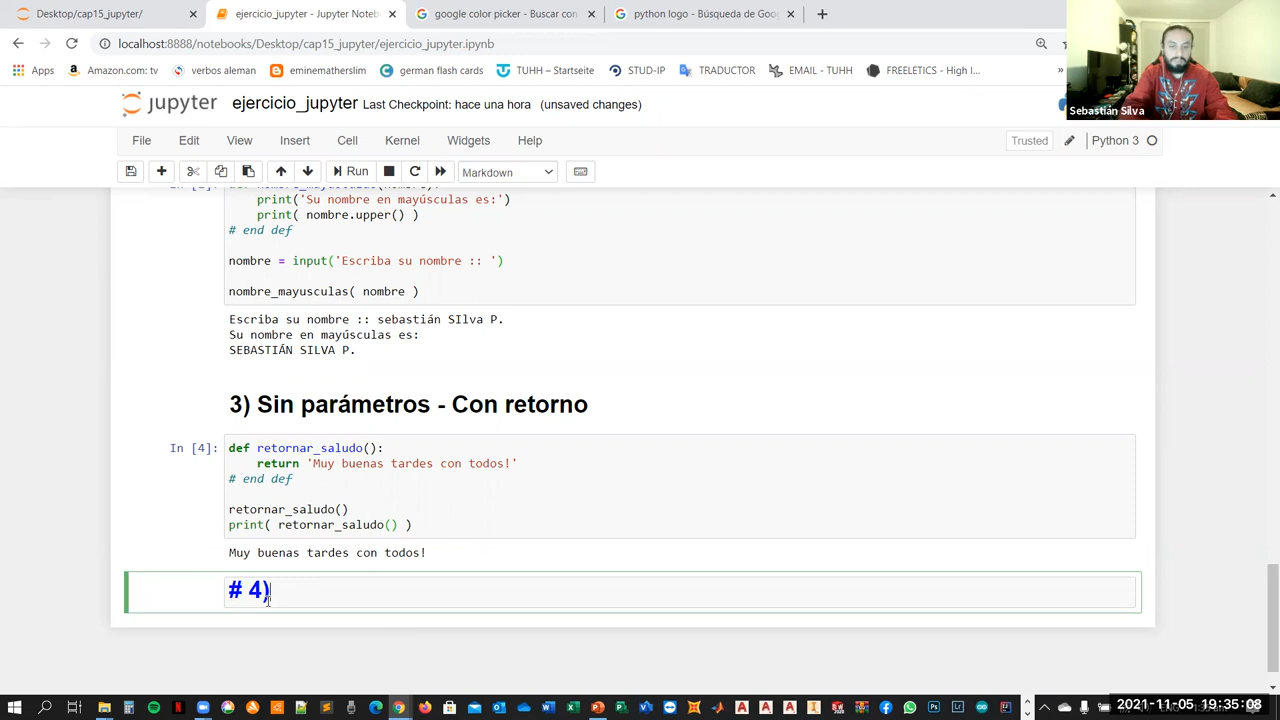 Desktop/cap15_jupyter/
ejercicio_jupyter - Jupyter Noteb
google color picker - Buscar con
python logo - Búsqueda de Goo
localhost:8888/notebooks/Desktop/cap15_jupyter/ejercicio_jupyter.ipynb
Apps
Amazon.com: tv
verbos aleman
eminematherslim
german flash cards
TUHH – Startseite
STUD-IP
TRADUCTOR
EMAIL - TUHH
FREELETICS - High I...
»
Sebastián Silva
jupyter
ejercicio_jupyter Last Checkpoint: hace una hora (unsaved changes)
File Edit View Insert Cell Kernel Widgets Help
Trusted
Python 3
Run
Markdown
print('Su nombre en mayúsculas es:')
print( nombre.upper() )
# end def
nombre = input('Escriba su nombre :: ')
nombre_mayusculas( nombre )
Escriba su nombre :: sebastián SIlva P.
Su nombre en mayúsculas es:
SEBASTIÁN SILVA P.
3) Sin parámetros - Con retorno
In [4]: def retornar_saludo():
return 'Muy buenas tardes con todos!'
# end def
retornar_saludo()
print( retornar_saludo() )
Muy buenas tardes con todos!
# 4)
2021-11-05 19:35:08